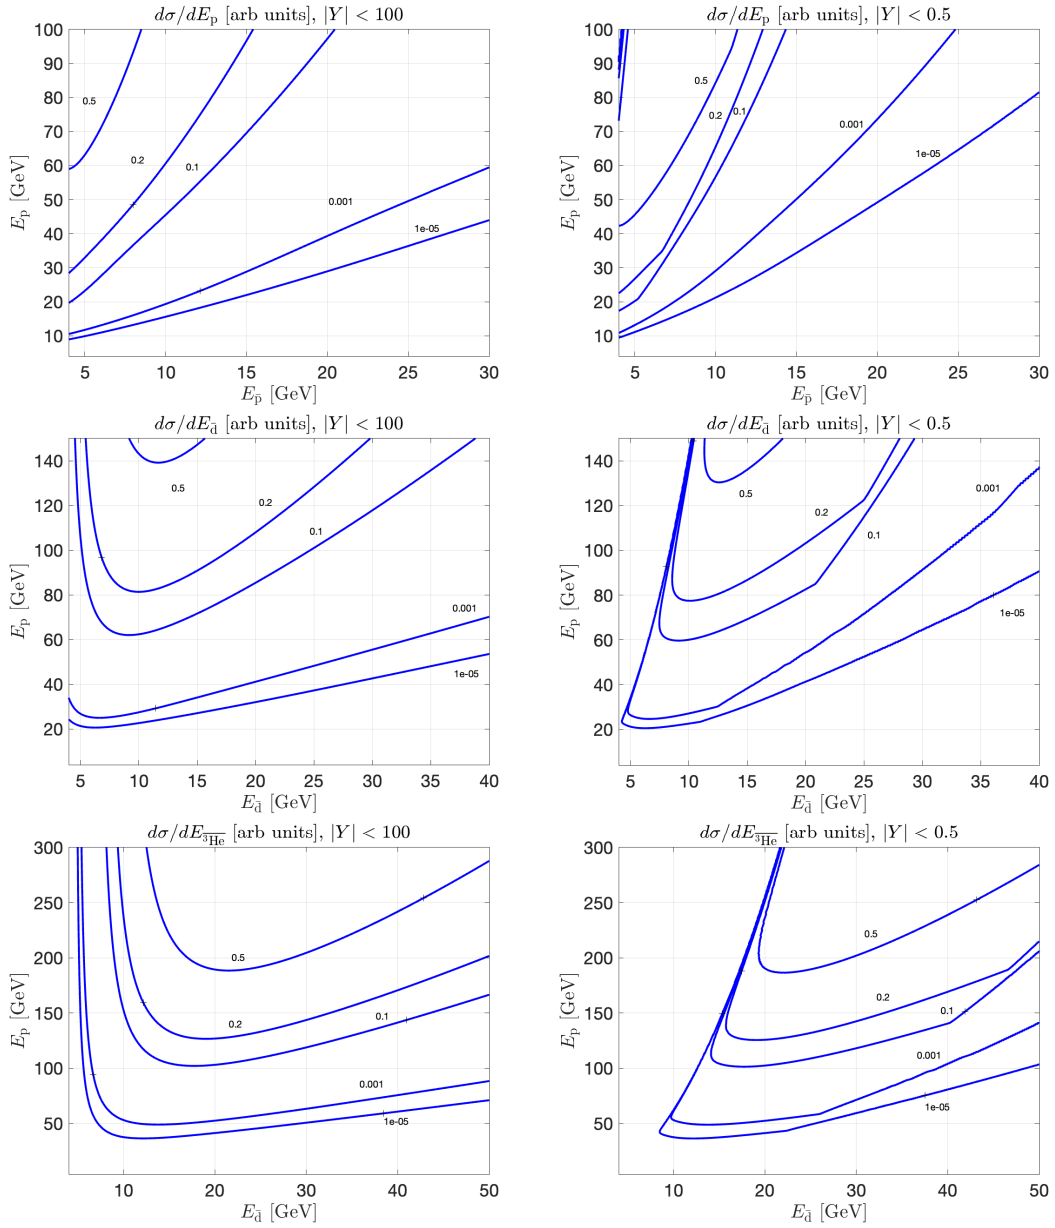 dσ/dE_p [arb units], |Y| < 100
100
90
80
70
60
50
40
30
20
10
E_p [GeV]
0.5
0.2
0.1
0.001
1e-05
5 10 15 20 25 30
E_p̄ [GeV]
dσ/dE_p [arb units], |Y| < 0.5
100
90
80
70
60
50
40
30
20
10
E_p [GeV]
0.5
0.2
0.1
0.001
1e-05
5 10 15 20 25 30
E_p̄ [GeV]
dσ/dE_d̄ [arb units], |Y| < 100
140
120
100
80
60
40
20
E_p [GeV]
0.5
0.2
0.1
0.001
1e-05
5 10 15 20 25 30 35 40
E_d̄ [GeV]
dσ/dE_d̄ [arb units], |Y| < 0.5
140
120
100
80
60
40
20
E_p [GeV]
0.5
0.2
0.1
0.001
1e-05
5 10 15 20 25 30 35 40
E_d̄ [GeV]
dσ/dE_{\overline{³He}} [arb units], |Y| < 100
300
250
200
150
100
50
E_p [GeV]
0.5
0.2
0.1
0.001
1e-05
10 20 30 40 50
E_d̄ [GeV]
dσ/dE_{\overline{³He}} [arb units], |Y| < 0.5
300
250
200
150
100
50
E_p [GeV]
0.5
0.2
0.1
0.001
1e-05
10 20 30 40 50
E_d̄ [GeV]